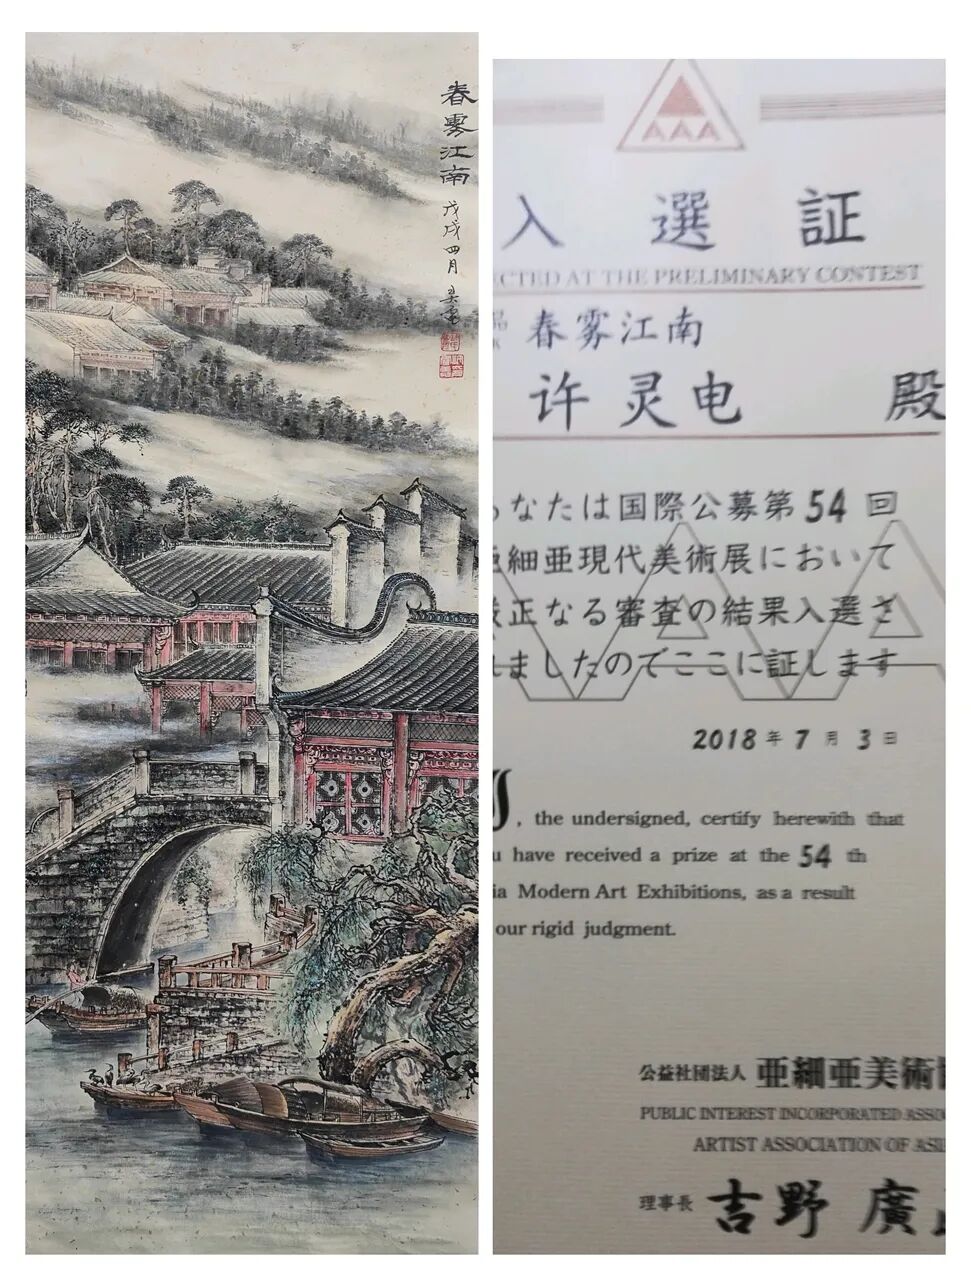 春雾江南
戊戌四月
AAA
入選証
CTED AT THE PRELIMINARY CONTEST
品 春雾江南
许灵电 殿
なたは国際公募第54回
細亜現代美術展において
正なる審査の結果入選さ
ましたのでここに証します
2018年7月3日
, the undersigned, certify herewith that
u have received a prize at the 54 th
ia Modern Art Exhibitions, as a result
our rigid judgment.
公益社団法人 亜細亜美術
PUBLIC INTEREST INCORPORATED ASSO
ARTIST ASSOCIATION OF ASI
理事長 吉野 廣